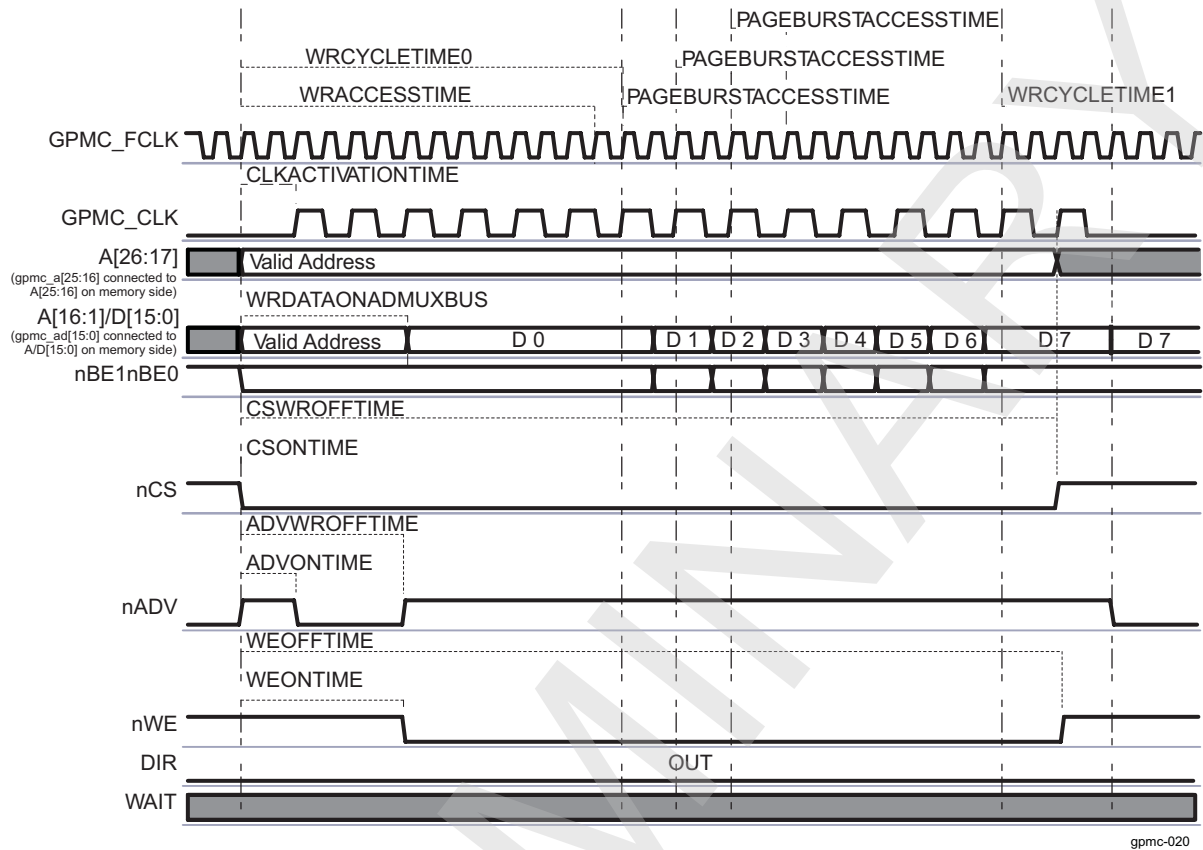 PAGEBURSTACCESSTIME
WRCYCLETIME0
PAGEBURSTACCESSTIME
WRACCESSTIME
PAGEBURSTACCESSTIME
WRCYCLETIME1
GPMC_FCLK
CLKACTIVATIONTIME
GPMC_CLK
A[26:17]
(gpmc_a[25:16] connected to
A[25:16] on memory side)
Valid Address
WRDATAONADMUXBUS
A[16:1]/D[15:0]
(gpmc_ad[15:0] connected to
A/D[15:0] on memory side)
Valid Address D 0 D 1 D 2 D 3 D 4 D 5 D 6 D 7 D 7
nBE1nBE0
CSWROFFTIME
CSONTIME
nCS
ADVWROFFTIME
ADVONTIME
nADV
WEOFFTIME
WEONTIME
nWE
DIR OUT
WAIT
gpmc-020